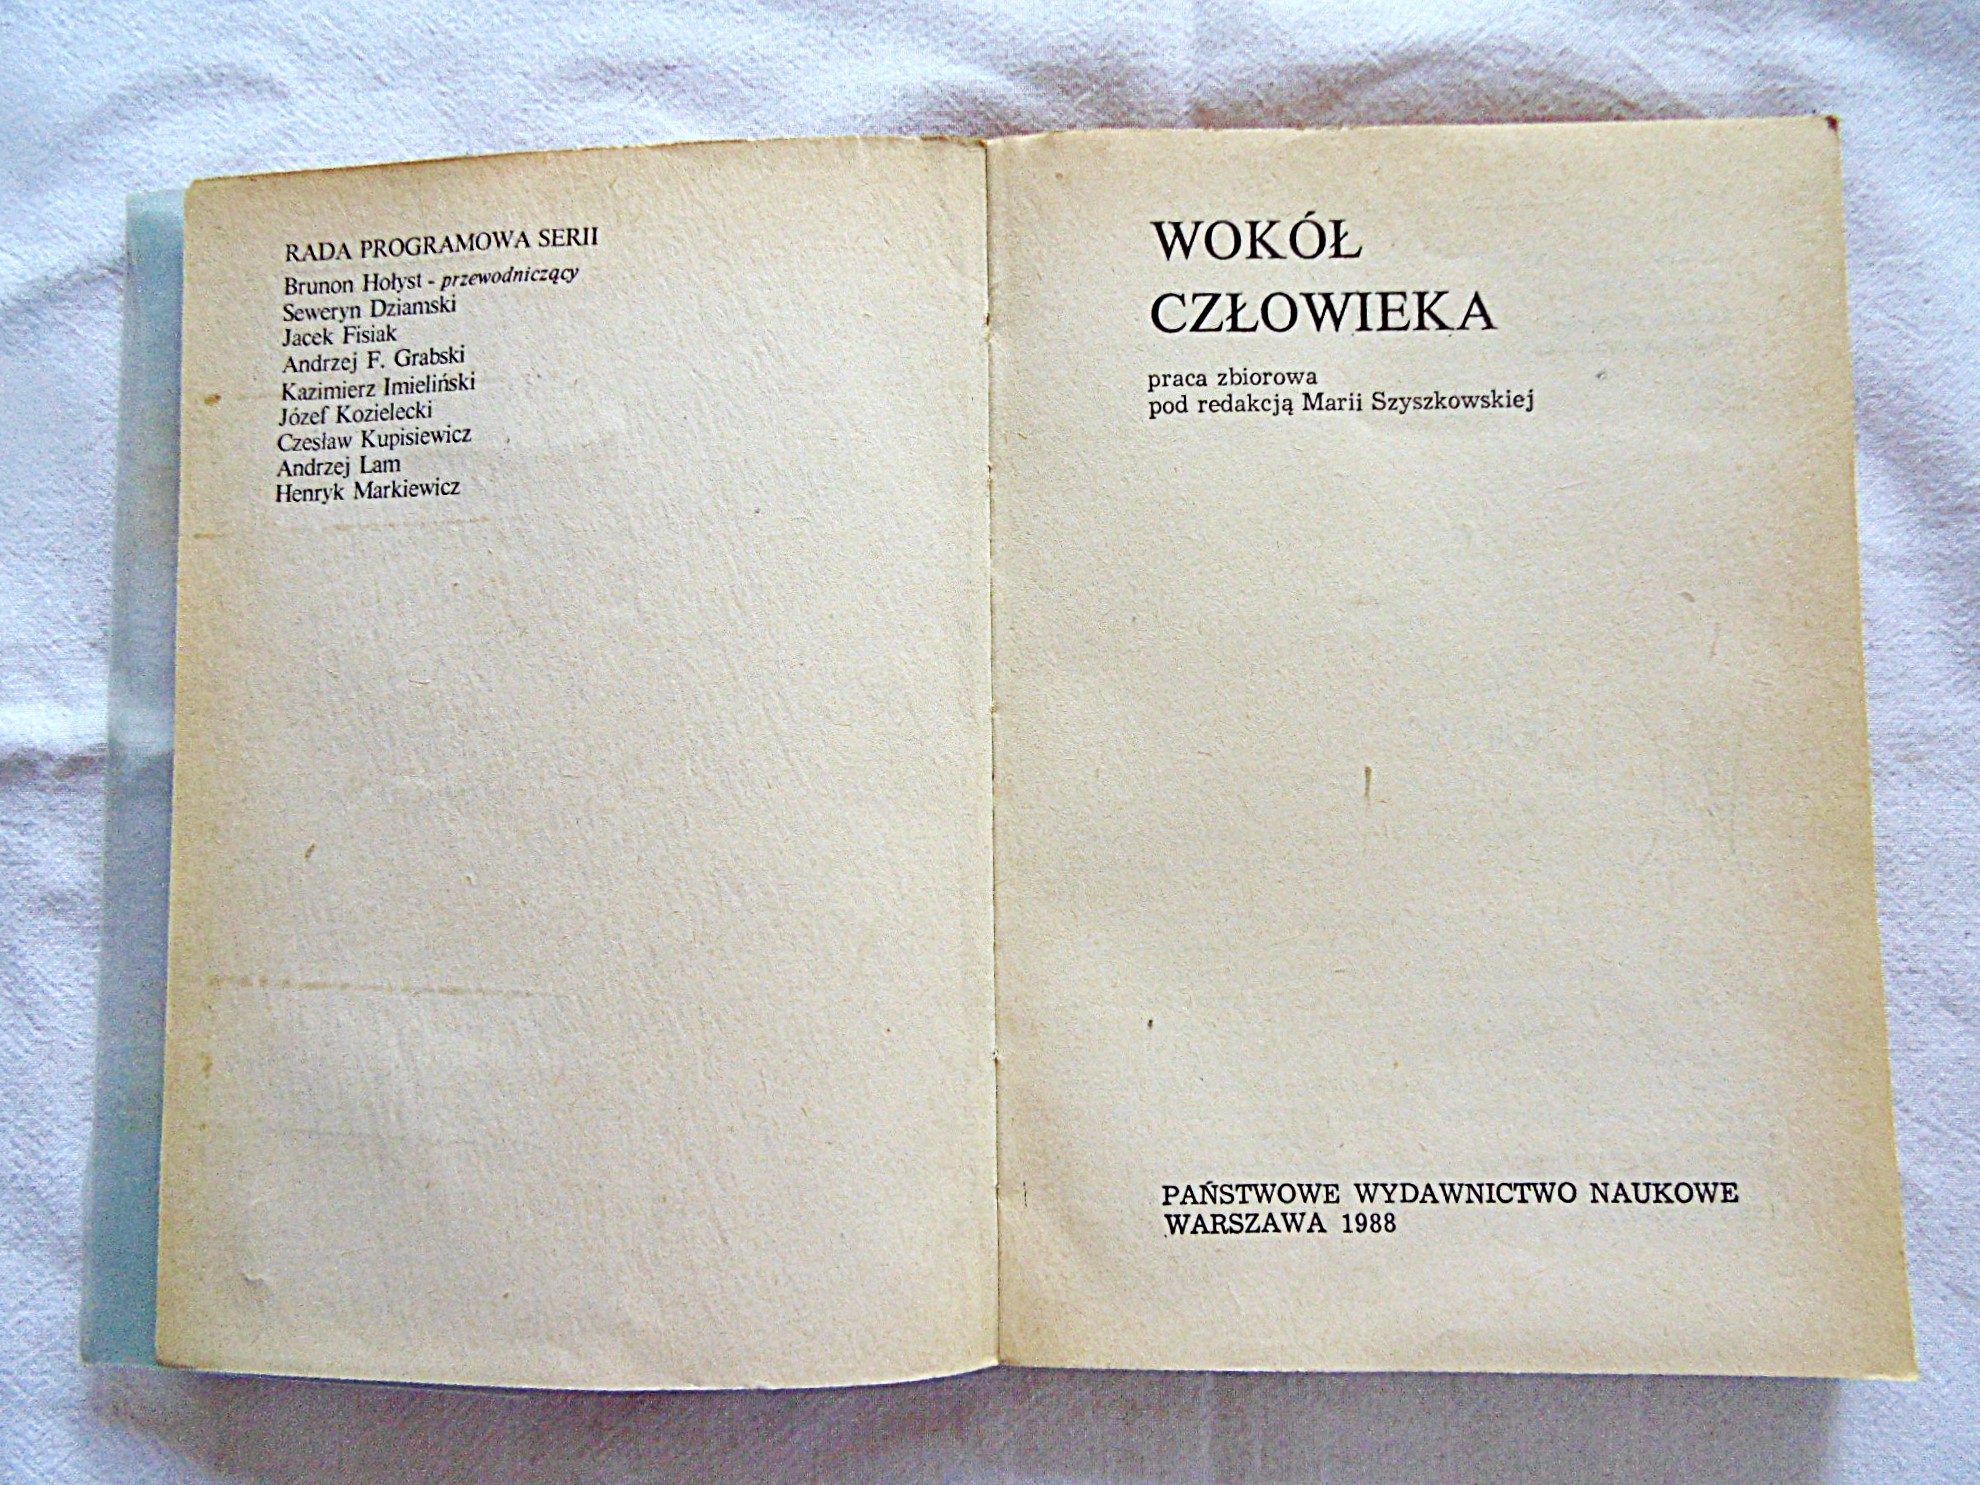 RADA PROGRAMOWA SERII
Brunon Hołyst - przewodniczący
Seweryn Dziamski
Jacek Fisiak
Andrzej F. Grabski
Kazimierz Imieliński
Józef Kozielecki
Czesław Kupisiewicz
Andrzej Lam
Henryk Markiewicz
WOKÓŁ
CZŁOWIEKA
praca zbiorowa
pod redakcją Marii Szyszkowskiej
PAŃSTWOWE WYDAWNICTWO NAUKOWE
WARSZAWA 1988